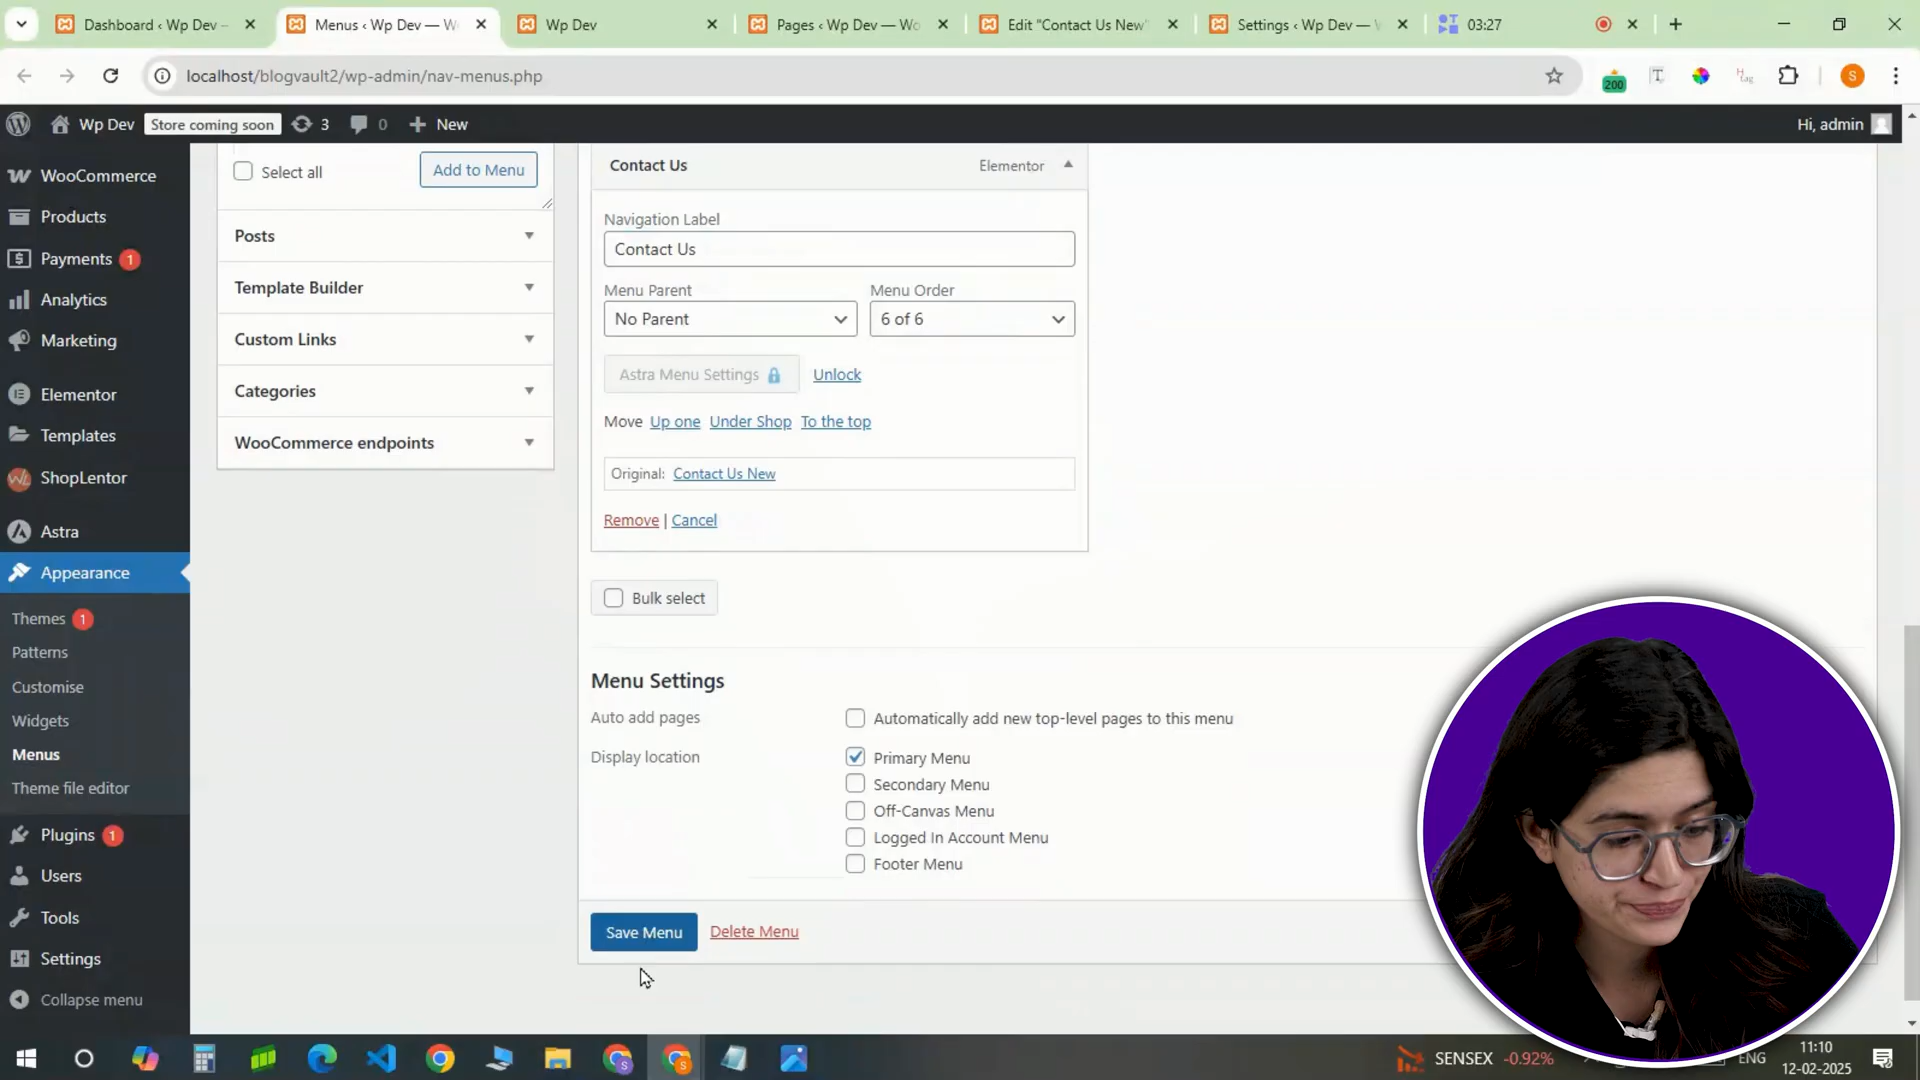 Dashboard ‹ Wp Dev –
Menus ‹ Wp Dev — W
Wp Dev
Pages ‹ Wp Dev — Wo
Edit "Contact Us New"
Settings ‹ Wp Dev —
03:27
localhost/blogvault2/wp-admin/nav-menus.php
200
T
H
tag
S
Wp Dev
Store coming soon
3
0
New
Hi, admin
WooCommerce
Products
Payments 1
Analytics
Marketing
Elementor
Templates
ShopLentor
Astra
Appearance
Themes 1
Patterns
Customise
Widgets
Menus
Theme file editor
Plugins 1
Users
Tools
Settings
Collapse menu
Select all
Add to Menu
Posts
Template Builder
Custom Links
Categories
WooCommerce endpoints
Contact Us
Elementor
Navigation Label
Contact Us
Menu Parent
Menu Order
No Parent
6 of 6
Astra Menu Settings
Unlock
Move Up one Under Shop To the top
Original: Contact Us New
Remove | Cancel
Bulk select
Menu Settings
Auto add pages
Automatically add new top-level pages to this menu
Display location
Primary Menu
Secondary Menu
Off-Canvas Menu
Logged In Account Menu
Footer Menu
Save Menu
Delete Menu
SENSEX -0.92%
ENG
11:10
12-02-2025